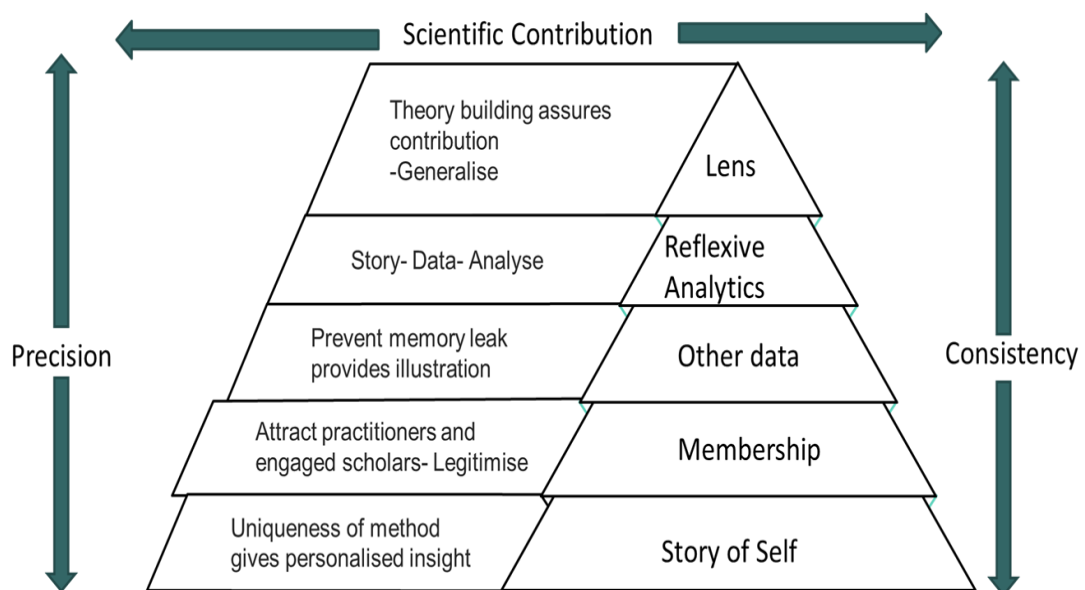 Scientific Contribution
Theory building assures
contribution
-Generalise
Lens
Story- Data- Analyse
Reflexive
Analytics
Precision
Prevent memory leak
provides illustration
Other data
Consistency
Attract practitioners and
engaged scholars- Legitimise
Membership
Uniqueness of method
gives personalised insight
Story of Self